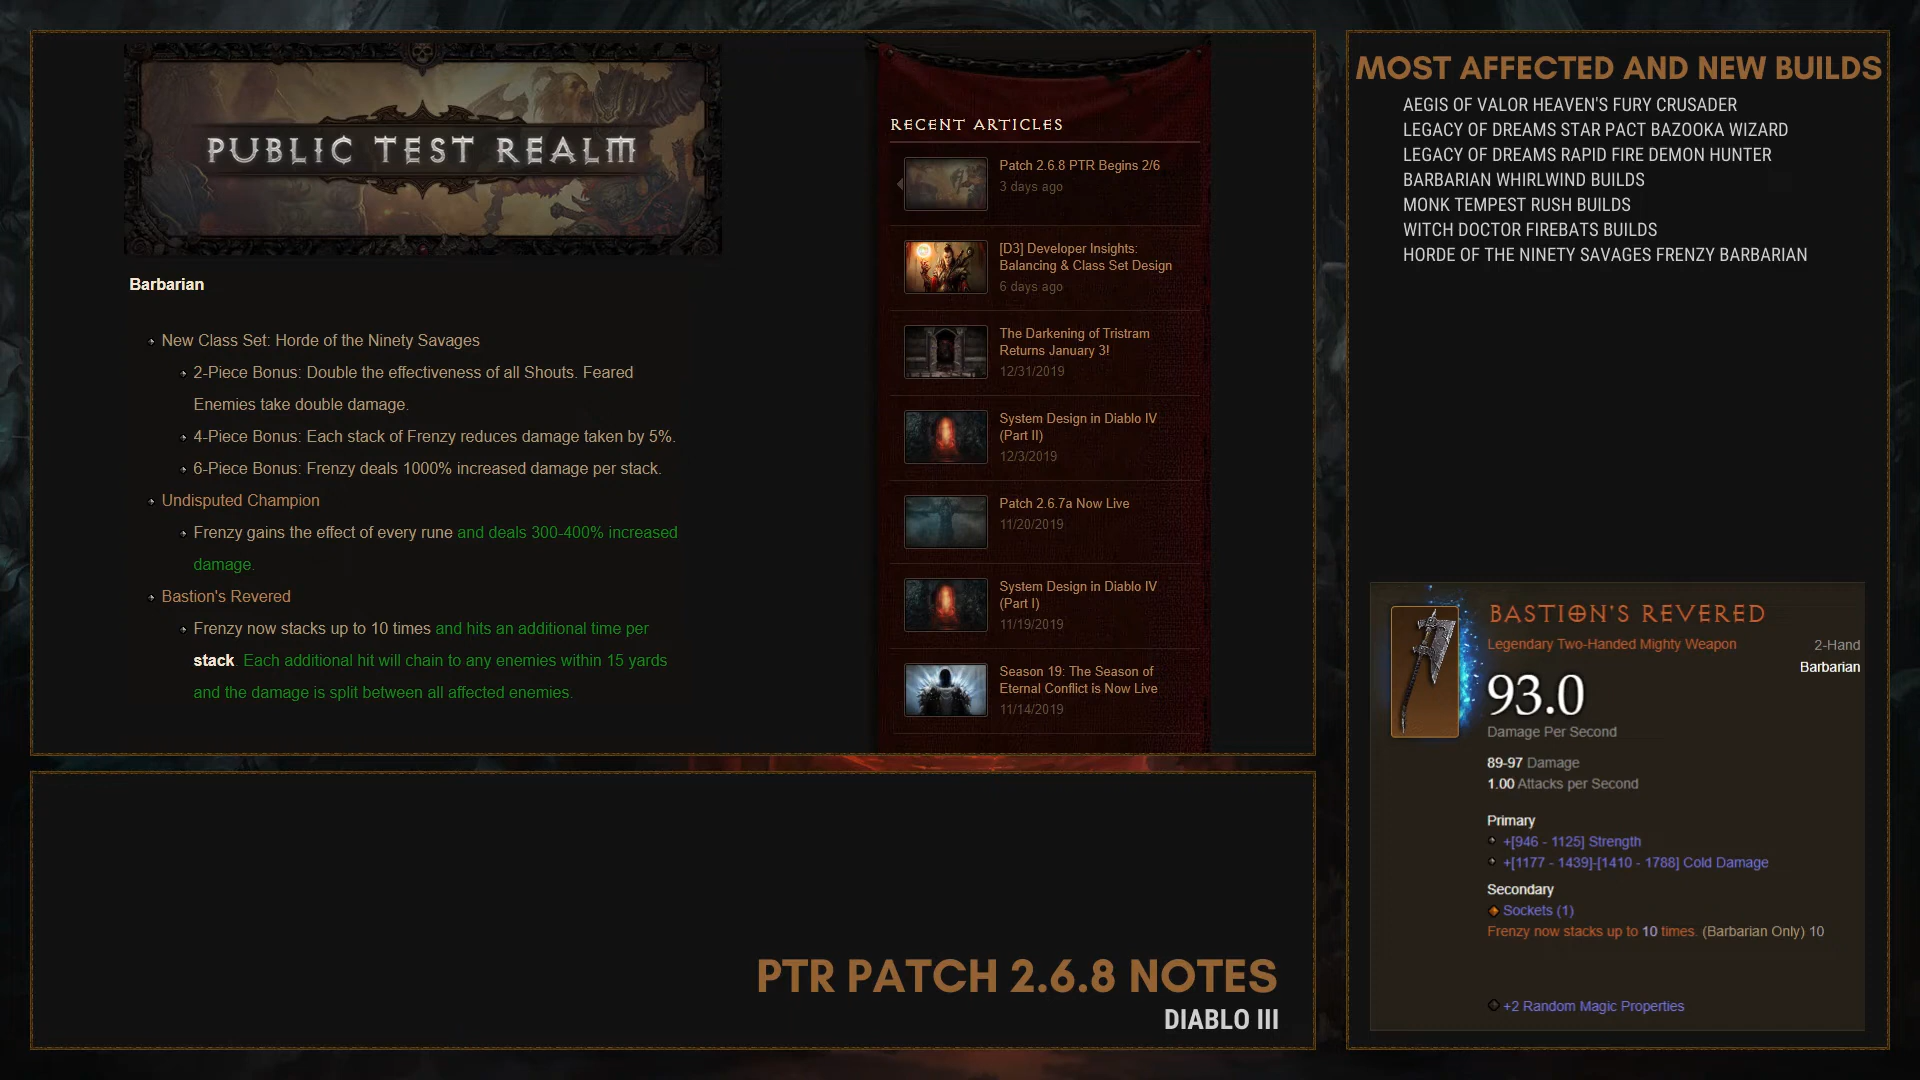 PUBLIC TEST REALM
Barbarian
New Class Set: Horde of the Ninety Savages
2-Piece Bonus: Double the effectiveness of all Shouts. Feared
Enemies take double damage.
4-Piece Bonus: Each stack of Frenzy reduces damage taken by 5%.
6-Piece Bonus: Frenzy deals 1000% increased damage per stack.
Undisputed Champion
Frenzy gains the effect of every rune and deals 300-400% increased
damage.
Bastion's Revered
Frenzy now stacks up to 10 times and hits an additional time per
stack. Each additional hit will chain to any enemies within 15 yards
and the damage is split between all affected enemies.
RECENT ARTICLES
Patch 2.6.8 PTR Begins 2/6
3 days ago
[D3] Developer Insights:
Balancing & Class Set Design
6 days ago
The Darkening of Tristram
Returns January 3!
12/31/2019
System Design in Diablo IV
(Part II)
12/3/2019
Patch 2.6.7a Now Live
11/20/2019
System Design in Diablo IV
(Part I)
11/19/2019
Season 19: The Season of
Eternal Conflict is Now Live
11/14/2019
MOST AFFECTED AND NEW BUILDS
AEGIS OF VALOR HEAVEN'S FURY CRUSADER
LEGACY OF DREAMS STAR PACT BAZOOKA WIZARD
LEGACY OF DREAMS RAPID FIRE DEMON HUNTER
BARBARIAN WHIRLWIND BUILDS
MONK TEMPEST RUSH BUILDS
WITCH DOCTOR FIREBATS BUILDS
HORDE OF THE NINETY SAVAGES FRENZY BARBARIAN
BASTION'S REVERED
Legendary Two-Handed Mighty Weapon 2-Hand
Barbarian
93.0
Damage Per Second
89-97 Damage
1.00 Attacks per Second
Primary
+[946 - 1125] Strength
+[1177 - 1439]-[1410 - 1788] Cold Damage
Secondary
Sockets (1)
Frenzy now stacks up to 10 times. (Barbarian Only) 10
+2 Random Magic Properties
PTR PATCH 2.6.8 NOTES
DIABLO III